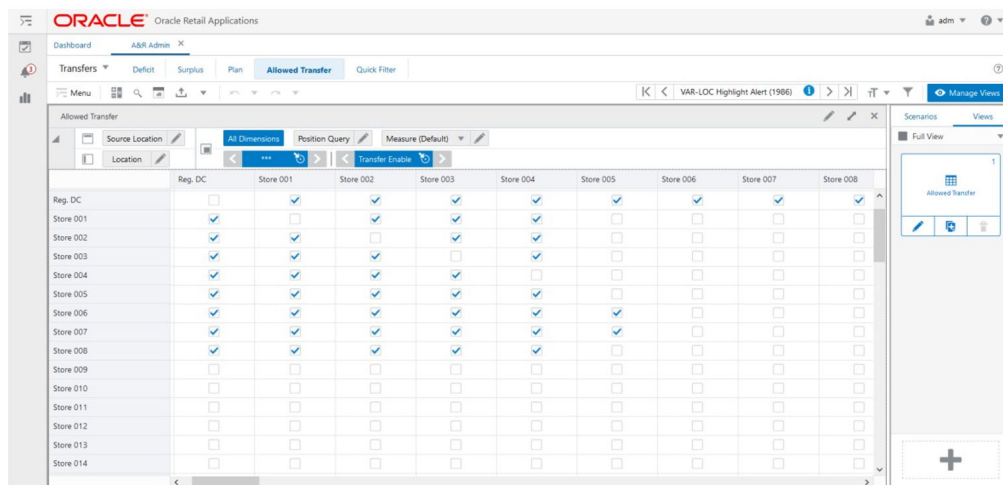 ORACLE® Oracle Retail Applications
adm
Dashboard A&R Admin
Transfers Deficit Surplus Plan Allowed Transfer Quick Filter
Menu VAR-LOC Highlight Alert (1986) Manage Views
Allowed Transfer
Scenarios Views
Source Location All Dimensions Position Query Measure (Default)
Full View
Location *** Transfer Enable
1
Allowed Transfer
Reg. DC Store 001 Store 002 Store 003 Store 004 Store 005 Store 006 Store 007 Store 008
Reg. DC
Store 001
Store 002
Store 003
Store 004
Store 005
Store 006
Store 007
Store 008
Store 009
Store 010
Store 011
Store 012
Store 013
Store 014